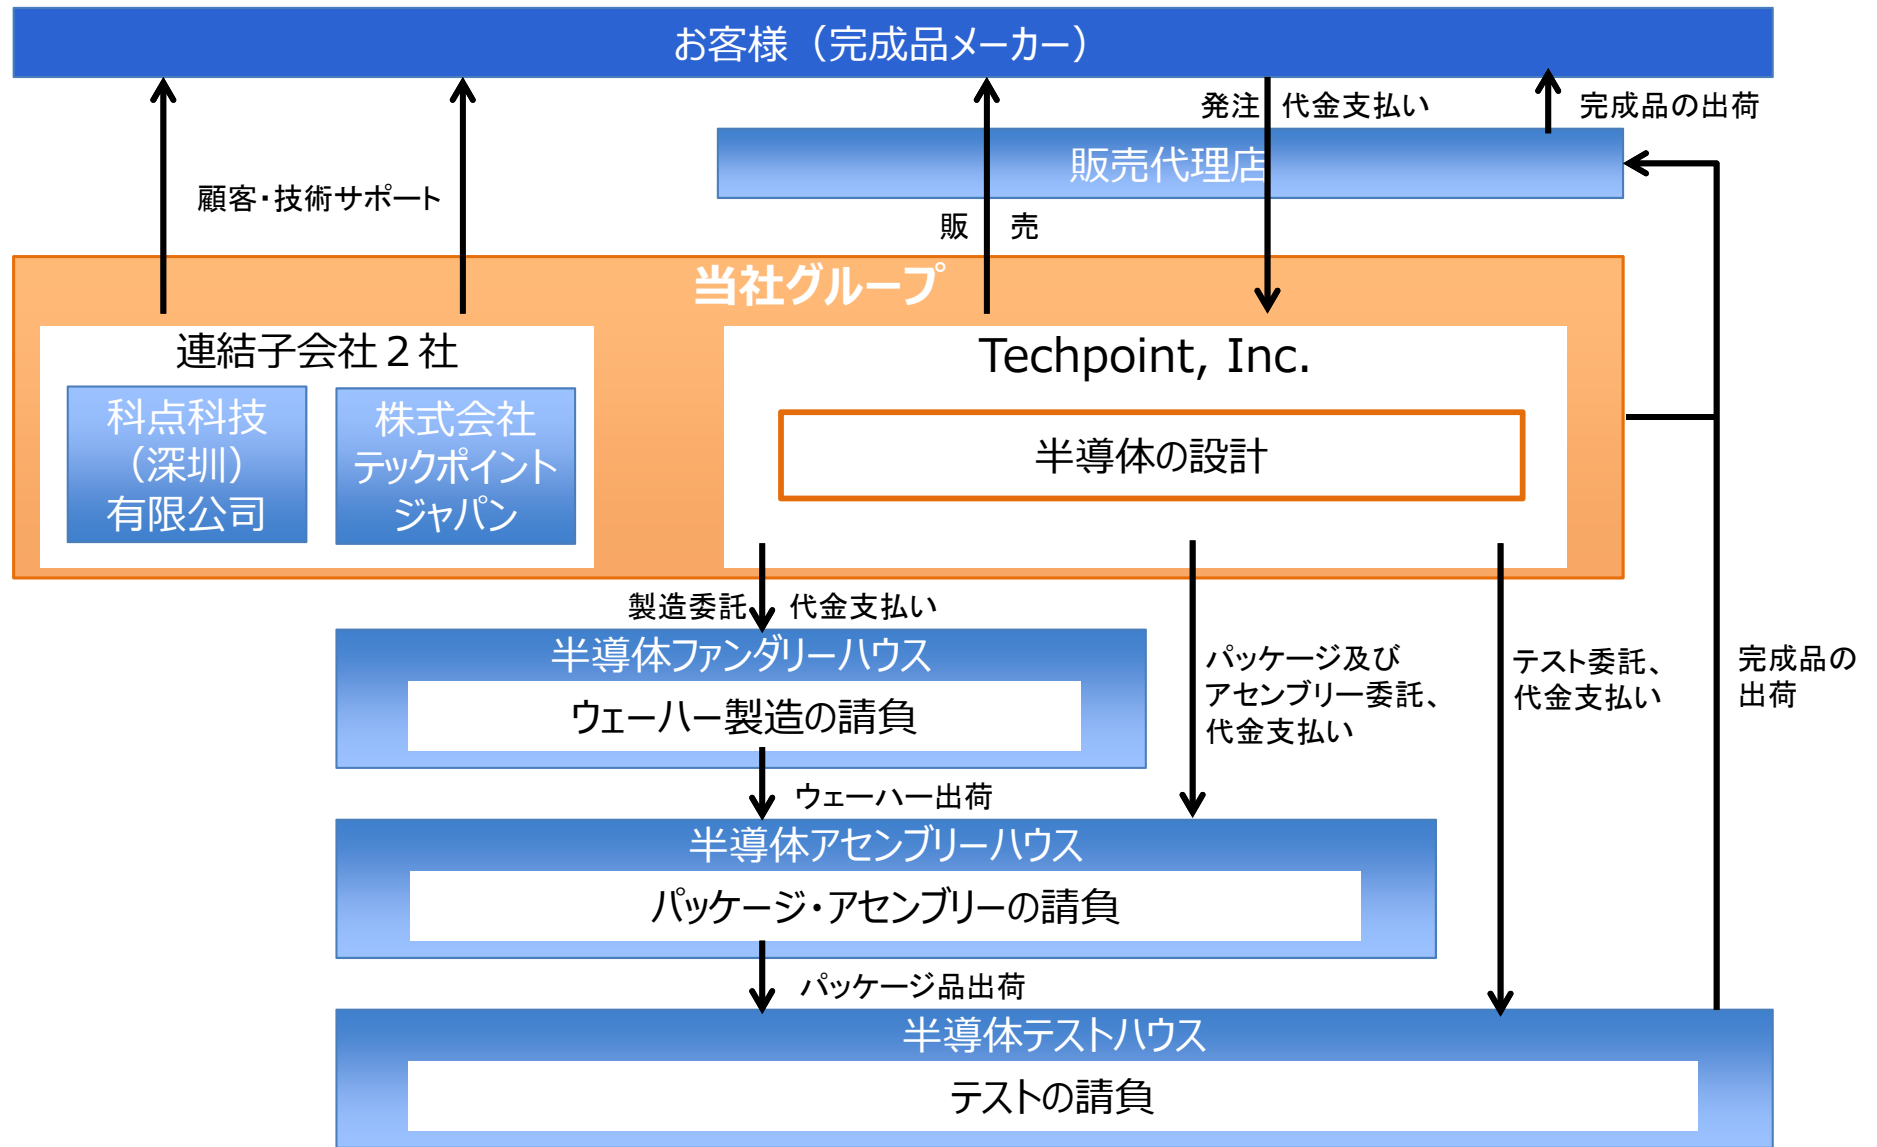 お客様（完成品メーカー）
発注 代金支払い
完成品の出荷
販売代理店
顧客・技術サポート
販 売
当社グループ
連結子会社２社
科点科技
（深圳）
有限公司
株式会社
テックポイント
ジャパン
Techpoint, Inc.
半導体の設計
製造委託 代金支払い
半導体ファンダリーハウス
ウェーハー製造の請負
パッケージ及び
アセンブリー委託、
代金支払い
テスト委託、
代金支払い
完成品の
出荷
ウェーハー出荷
半導体アセンブリーハウス
パッケージ・アセンブリーの請負
パッケージ品出荷
半導体テストハウス
テストの請負